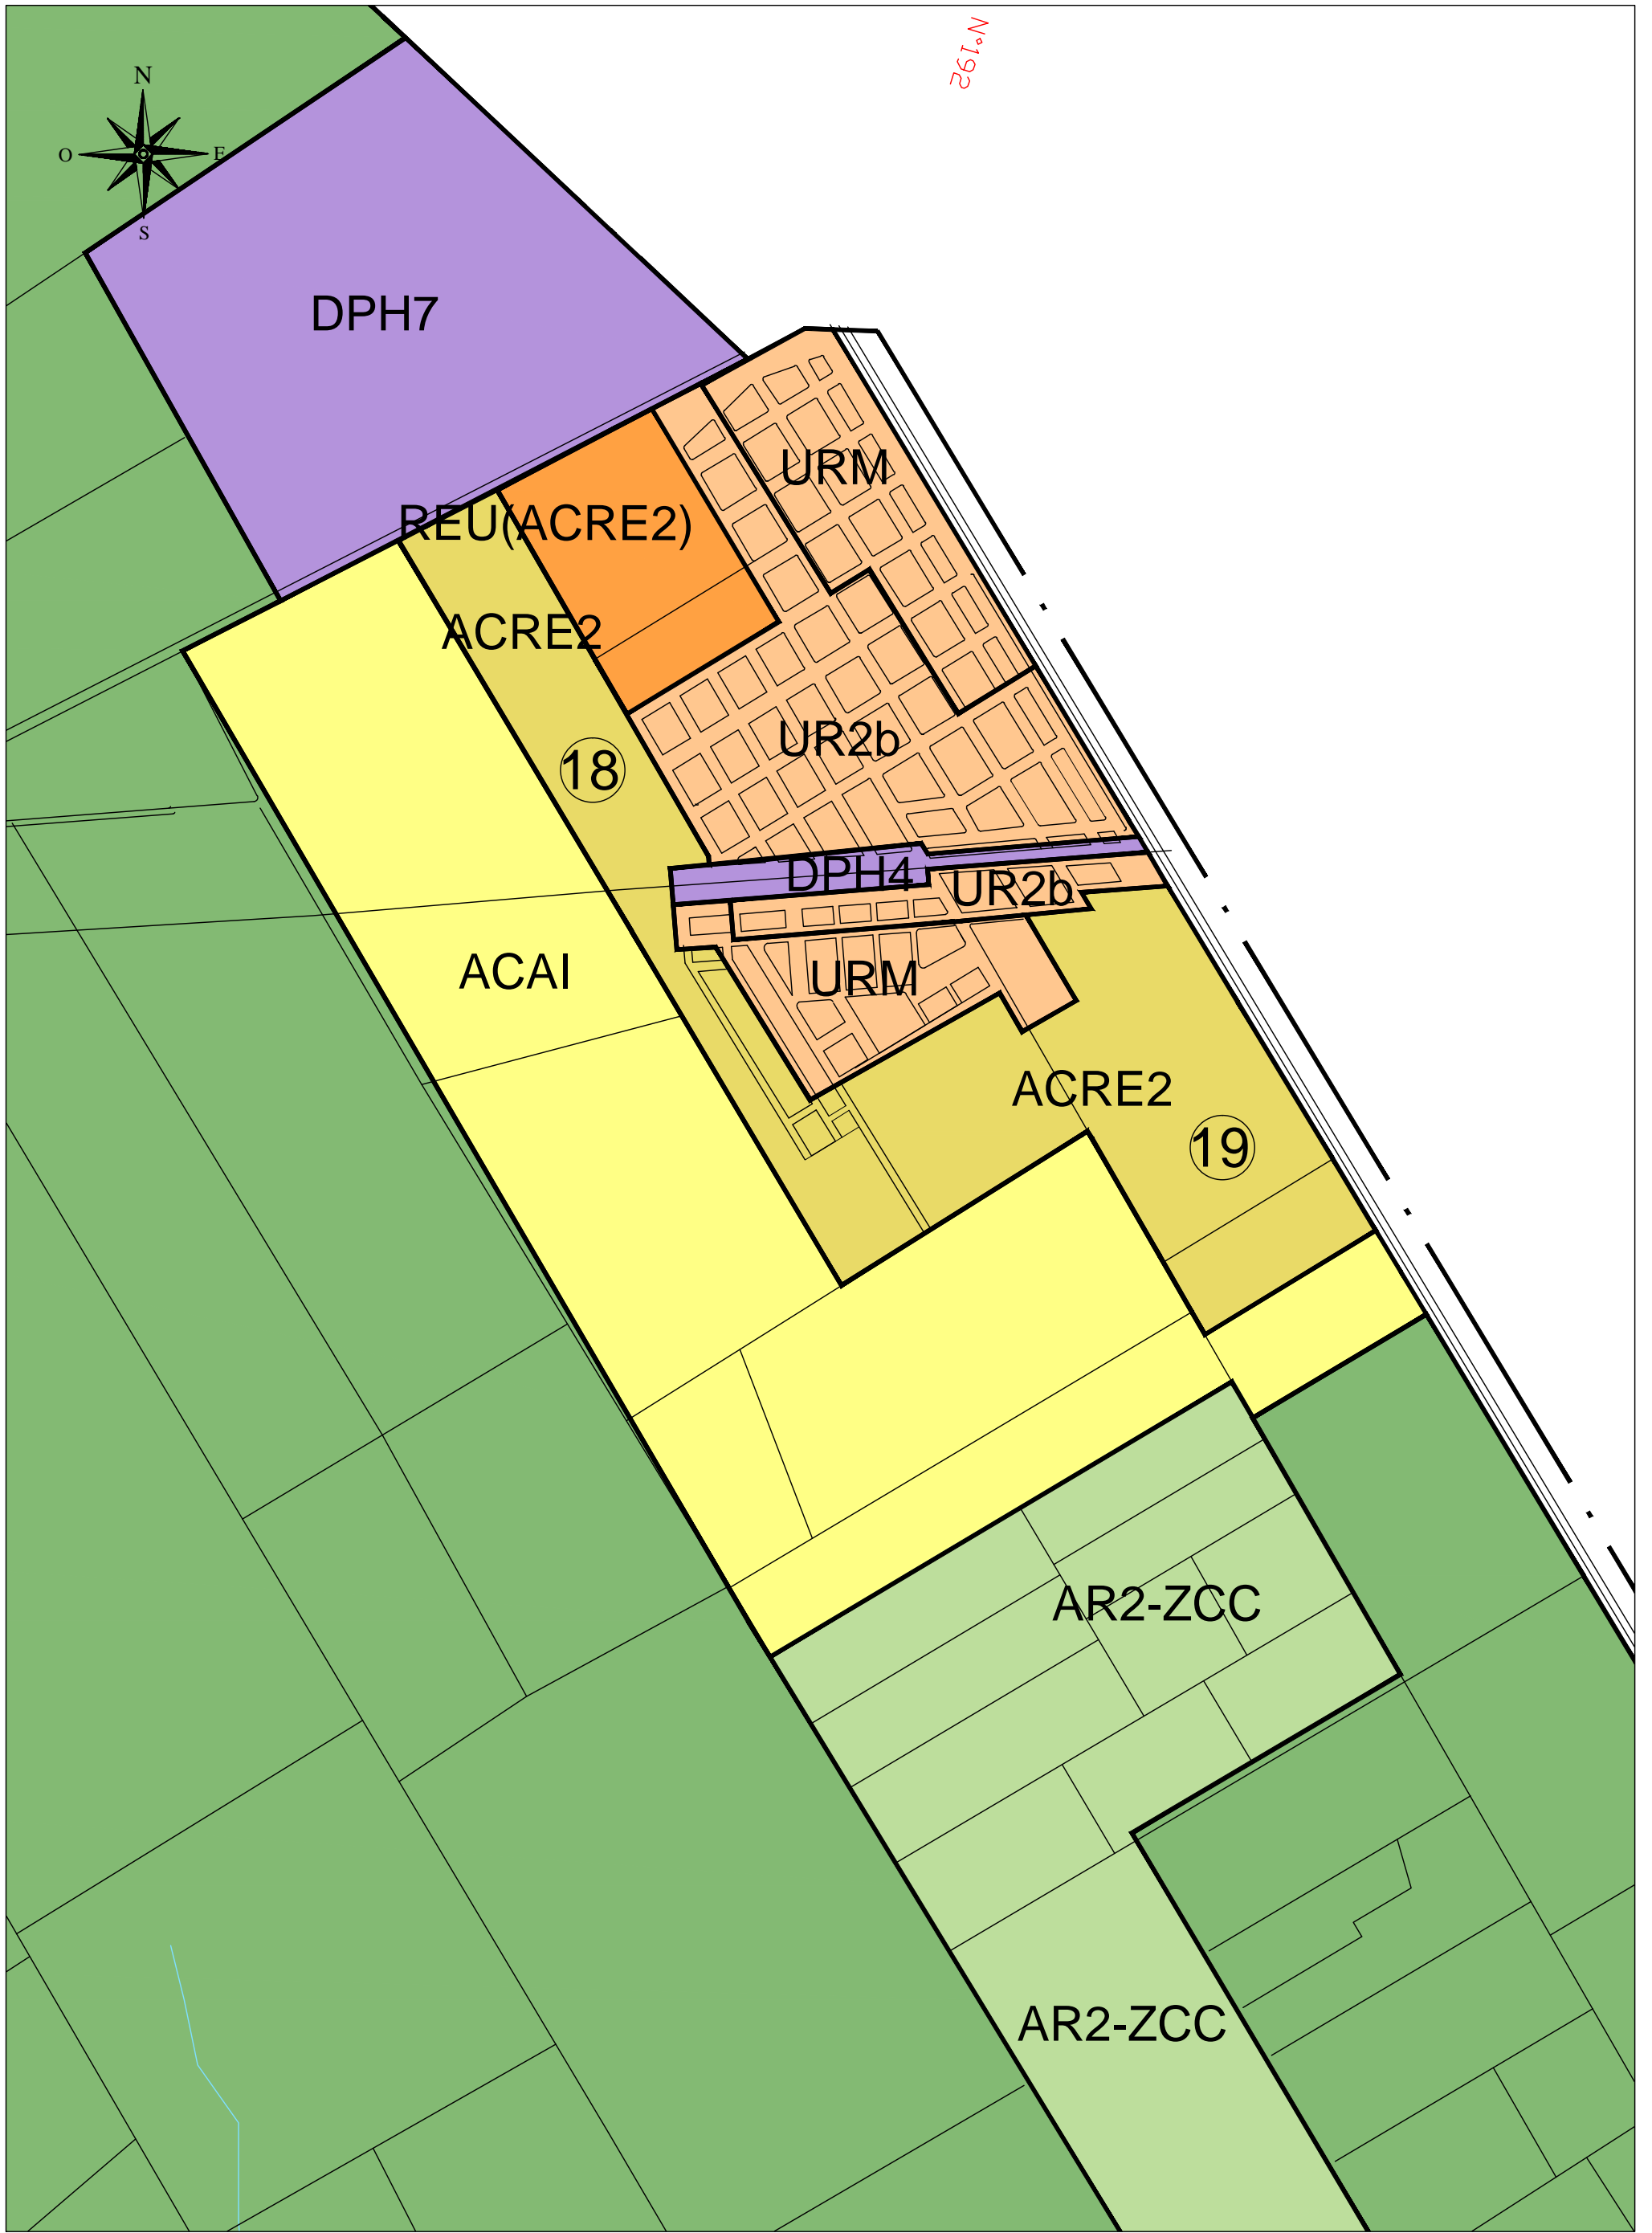 N°192
N
O
E
S
DPH7
URM
REU(ACRE2)
ACRE2
UR2b
18
DPH4
UR2b
ACAI
URM
ACRE2
19
AR2-ZCC
AR2-ZCC